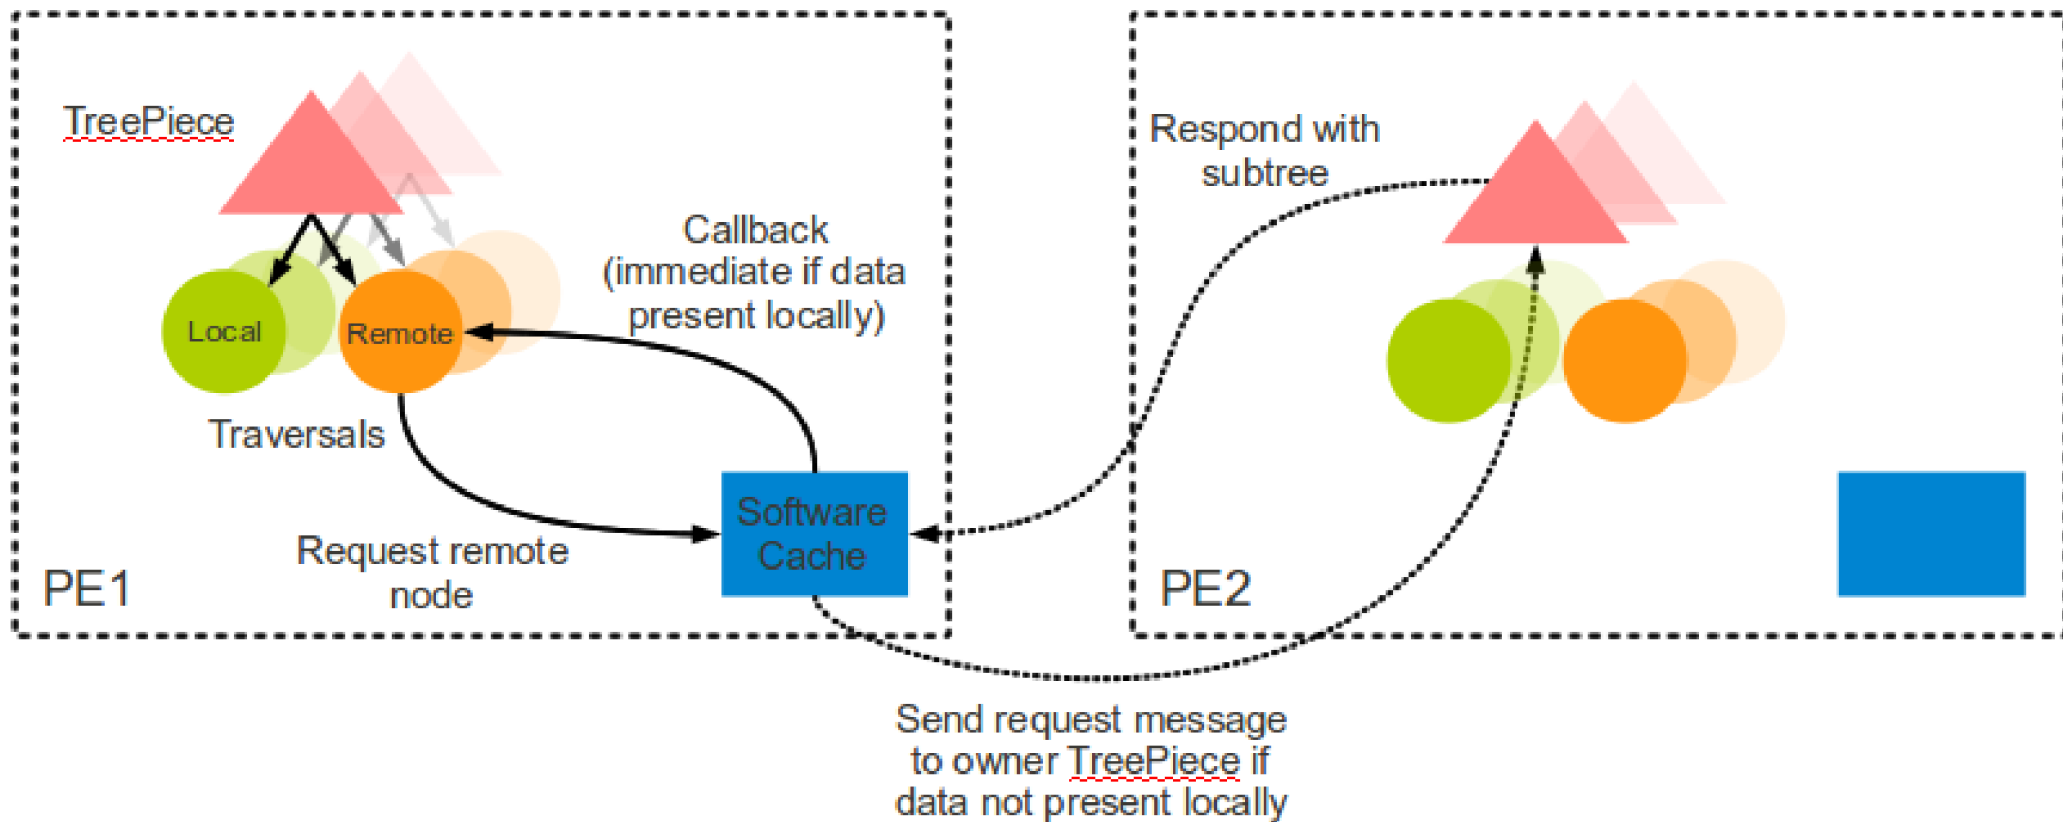 TreePiece
Local
Remote
Traversals
Callback
(immediate if data
present locally)
Request remote
node
Software
Cache
PE1
Respond with
subtree
PE2
Send request message
to owner TreePiece if
data not present locally